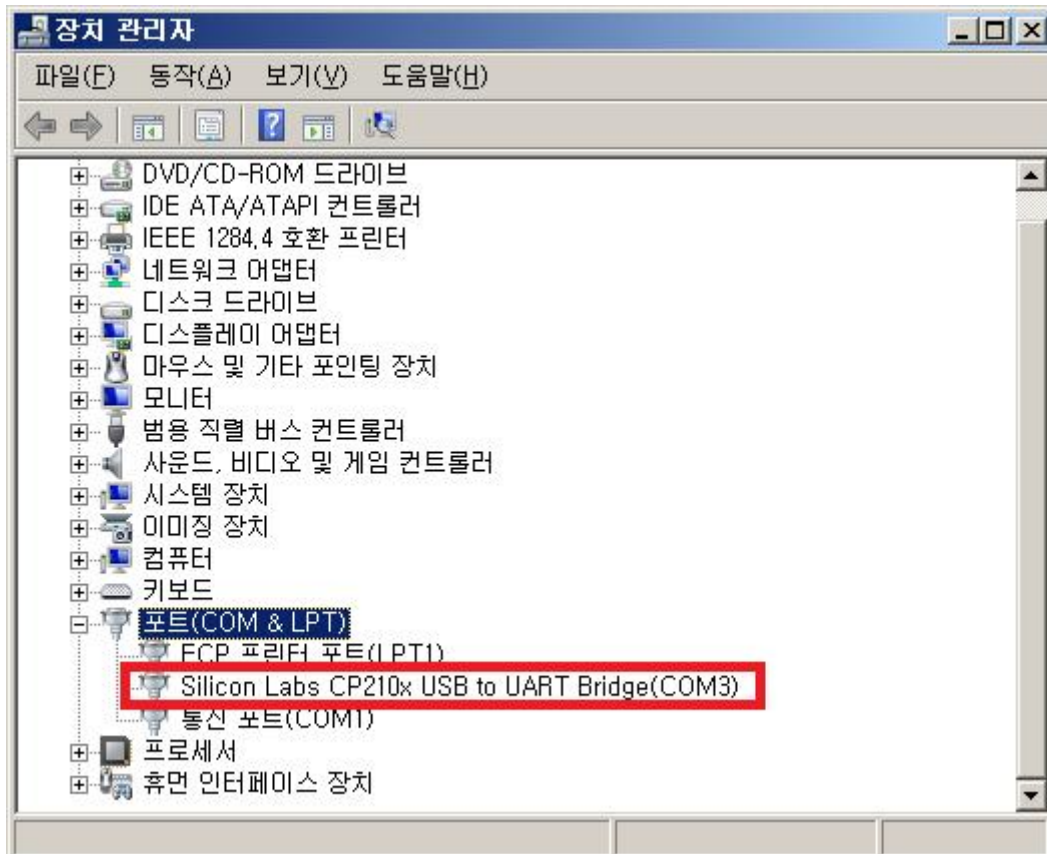 장치 관리자
파일(F) 동작(A) 보기(V) 도움말(H)
DVD/CD-ROM 드라이브
IDE ATA/ATAPI 컨트롤러
IEEE 1284.4 호환 프린터
네트워크 어댑터
디스크 드라이브
디스플레이 어댑터
마우스 및 기타 포인팅 장치
모니터
범용 직렬 버스 컨트롤러
사운드, 비디오 및 게임 컨트롤러
시스템 장치
이미징 장치
컴퓨터
키보드
포트(COM & LPT)
ECP 프린터 포트(LPT1)
Silicon Labs CP210x USB to UART Bridge(COM3)
통신 포트(COM1)
프로세서
휴먼 인터페이스 장치